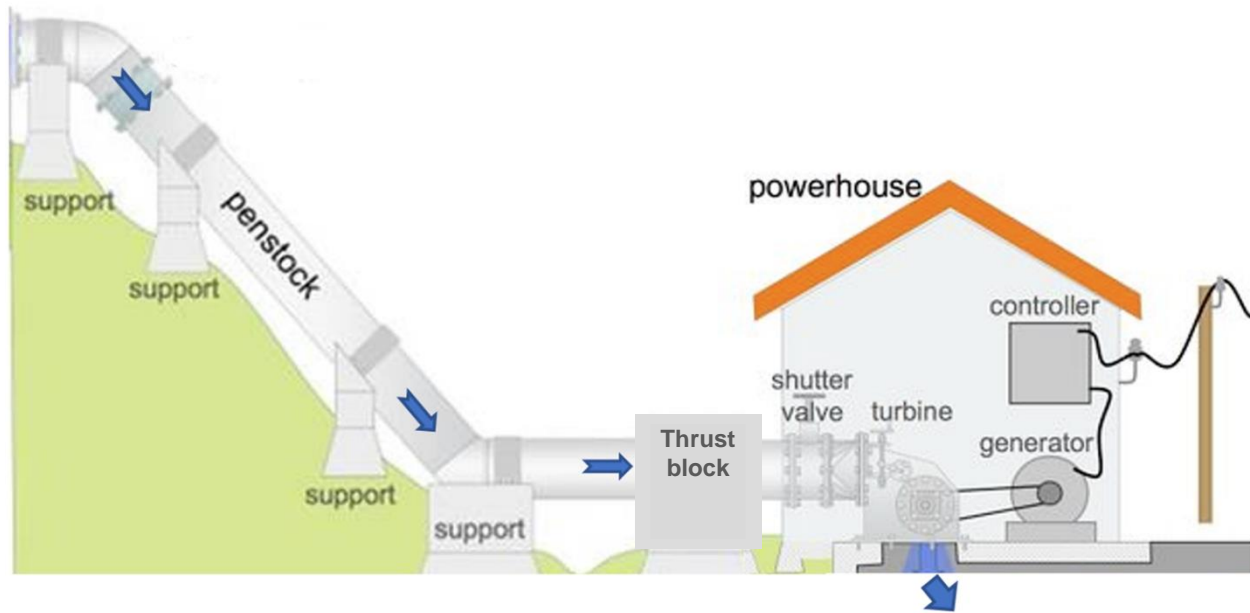 support
support
penstock
support
support
Thrust
block
powerhouse
shutter
valve
turbine
controller
generator